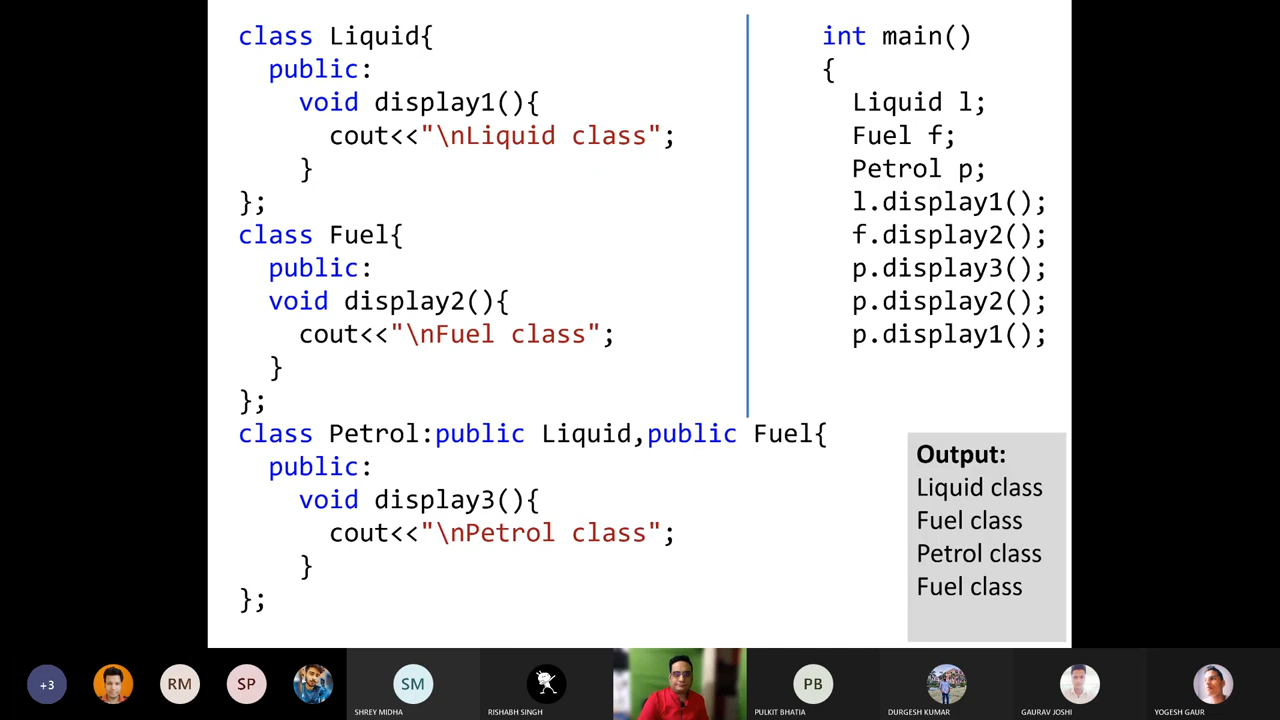 class Liquid{
public:
void display1(){
cout<<"\nLiquid class";
}
};
class Fuel{
public:
void display2(){
cout<<"\nFuel class";
}
};
class Petrol:public Liquid,public Fuel{
public:
void display3(){
cout<<"\nPetrol class";
}
};
int main()
{
Liquid l;
Fuel f;
Petrol p;
l.display1();
f.display2();
p.display3();
p.display2();
p.display1();
Output:
Liquid class
Fuel class
Petrol class
Fuel class
+3
RM
SP
SM
SHREY MIDHA
RISHABH SINGH
PB
PULKIT BHATIA
DURGESH KUMAR
GAURAV JOSHI
YOGESH GAUR